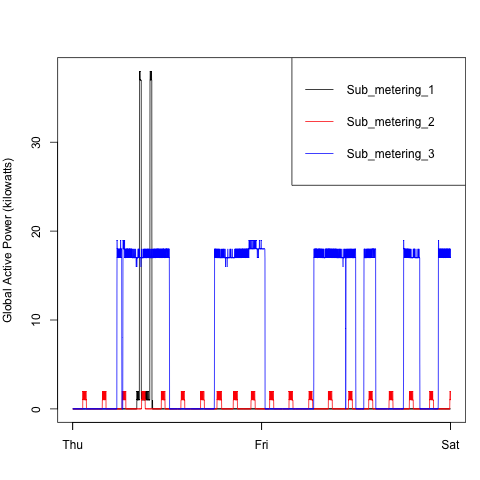 Sub_metering_1
Sub_metering_2
Sub_metering_3
Global Active Power (kilowatts)
30
20
10
0
Thu Fri Sat